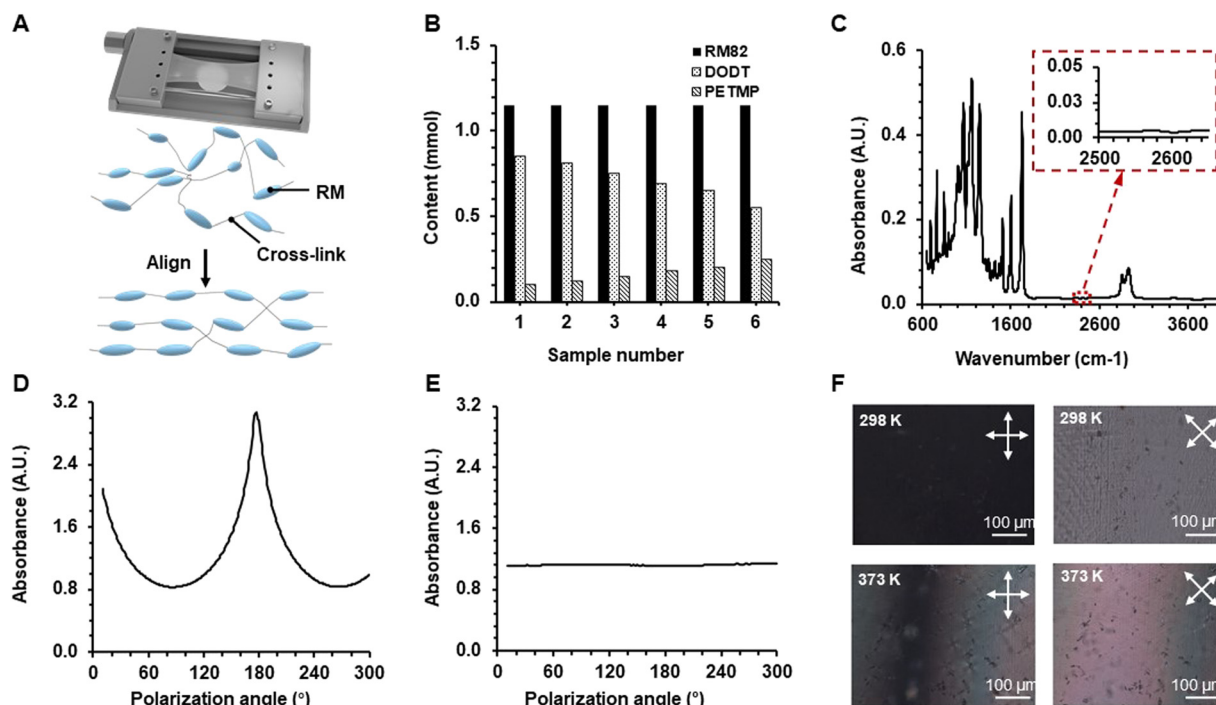 A
RM
Cross-link
Align
B
Content (mmol)
1.5
1.0
0.5
0.0
RM82
DODT
PETMP
1 2 3 4 5 6
Sample number
C
Absorbance (A.U.)
0.6
0.4
0.2
0.0
0.05
0.03
0.00
2500 2600
600 1600 2600 3600
Wavenumber (cm-1)
D
Absorbance (A.U.)
3.2
2.4
1.6
0.8
0.0
0 60 120 180 240 300
Polarization angle (°)
E
Absorbance (A.U.)
3.2
2.4
1.6
0.8
0.0
0 60 120 180 240 300
Polarization angle (°)
F
298 K
100 µm
298 K
100 µm
373 K
100 µm
373 K
100 µm